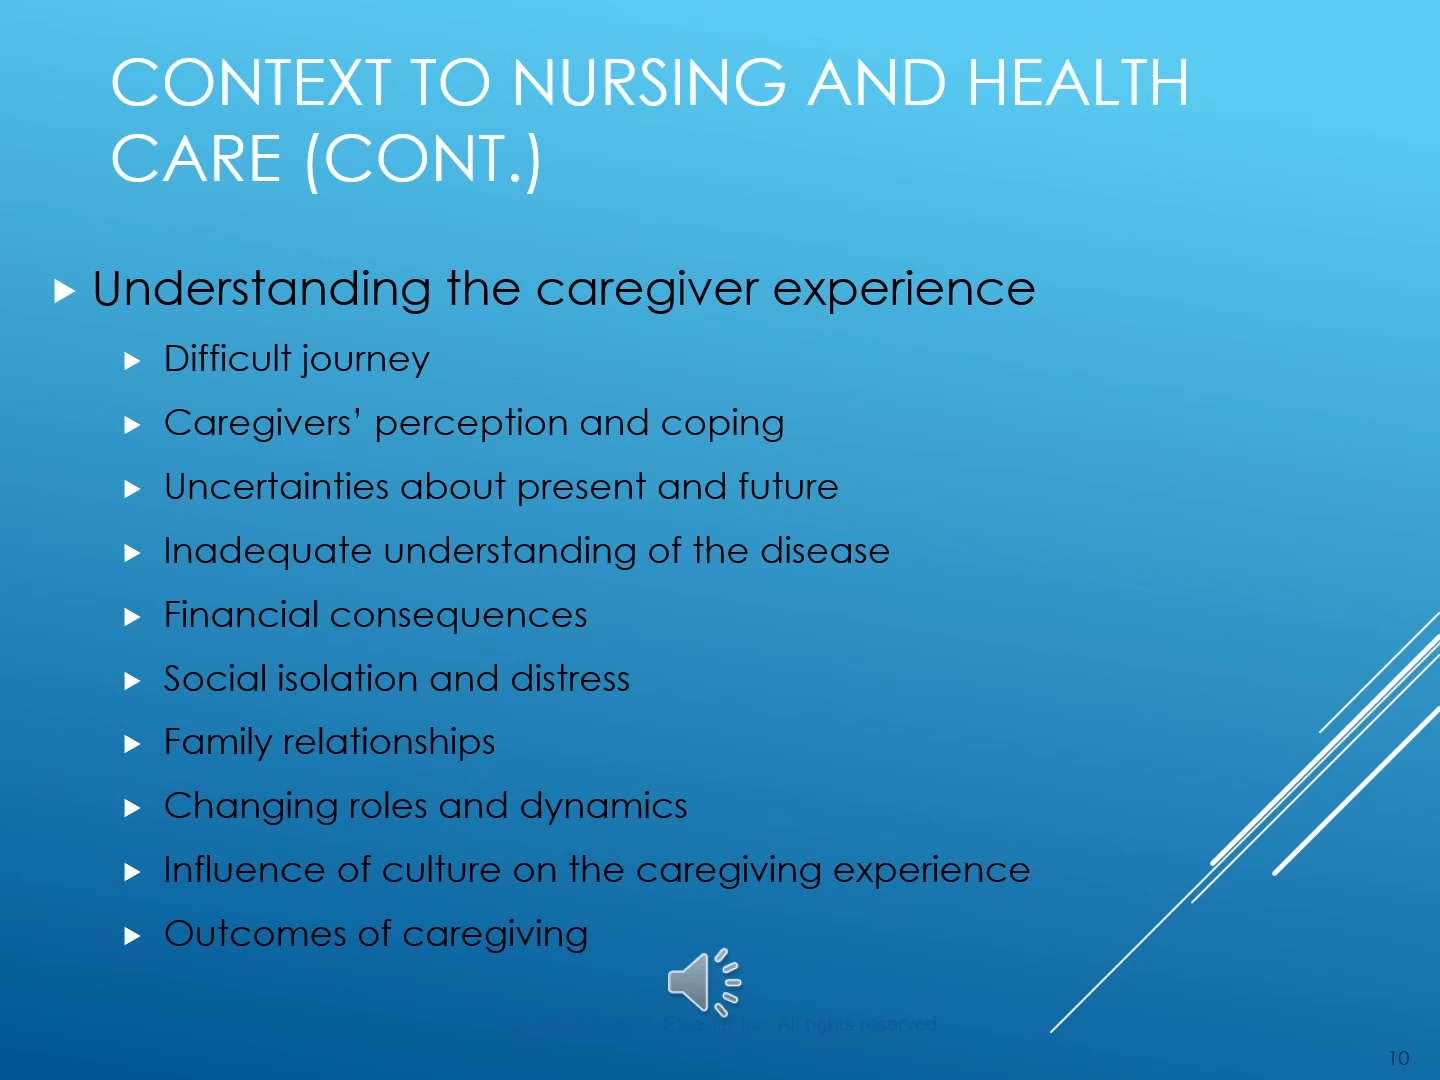 CONTEXT TO NURSING AND HEALTH
CARE (CONT.)
Understanding the caregiver experience
Difficult journey
Caregivers’ perception and coping
Uncertainties about present and future
Inadequate understanding of the disease
Financial consequences
Social isolation and distress
Family relationships
Changing roles and dynamics
Influence of culture on the caregiving experience
Outcomes of caregiving
Inc. All rights reserved.
10